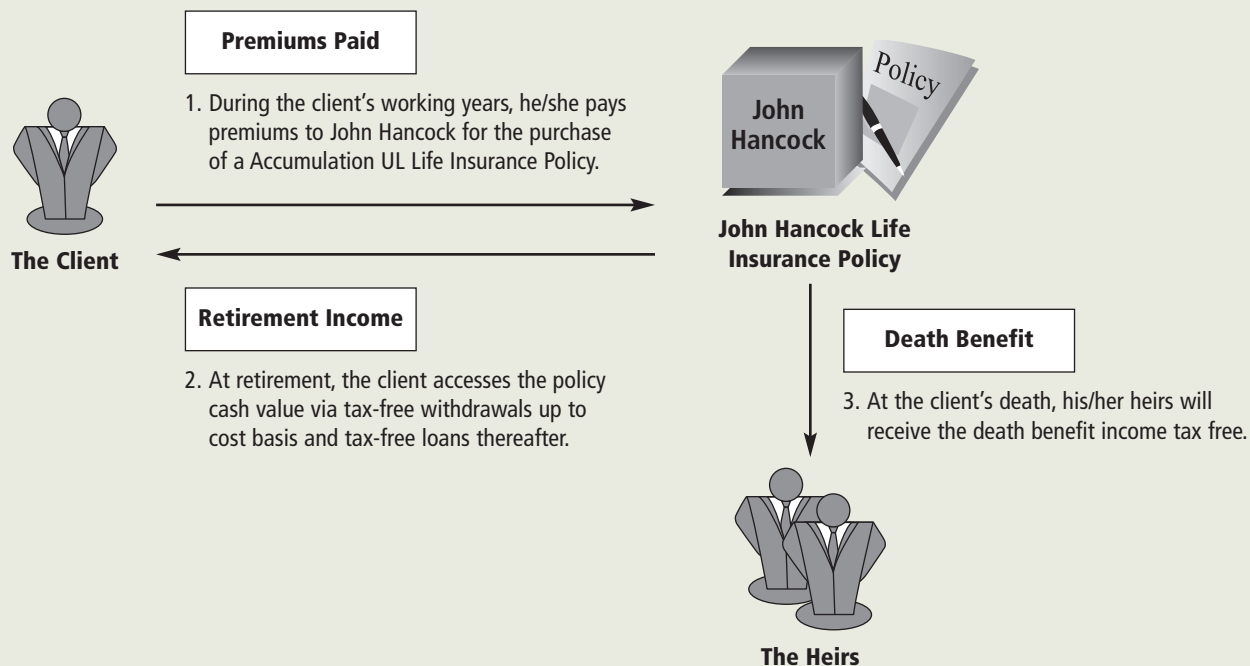 Premiums Paid
1. During the client's working years, he/she pays
premiums to John Hancock for the purchase
of a Accumulation UL Life Insurance Policy.
The Client
John
Hancock
Policy
John Hancock Life
Insurance Policy
Retirement Income
2. At retirement, the client accesses the policy
cash value via tax-free withdrawals up to
cost basis and tax-free loans thereafter.
Death Benefit
3. At the client's death, his/her heirs will
receive the death benefit income tax free.
The Heirs